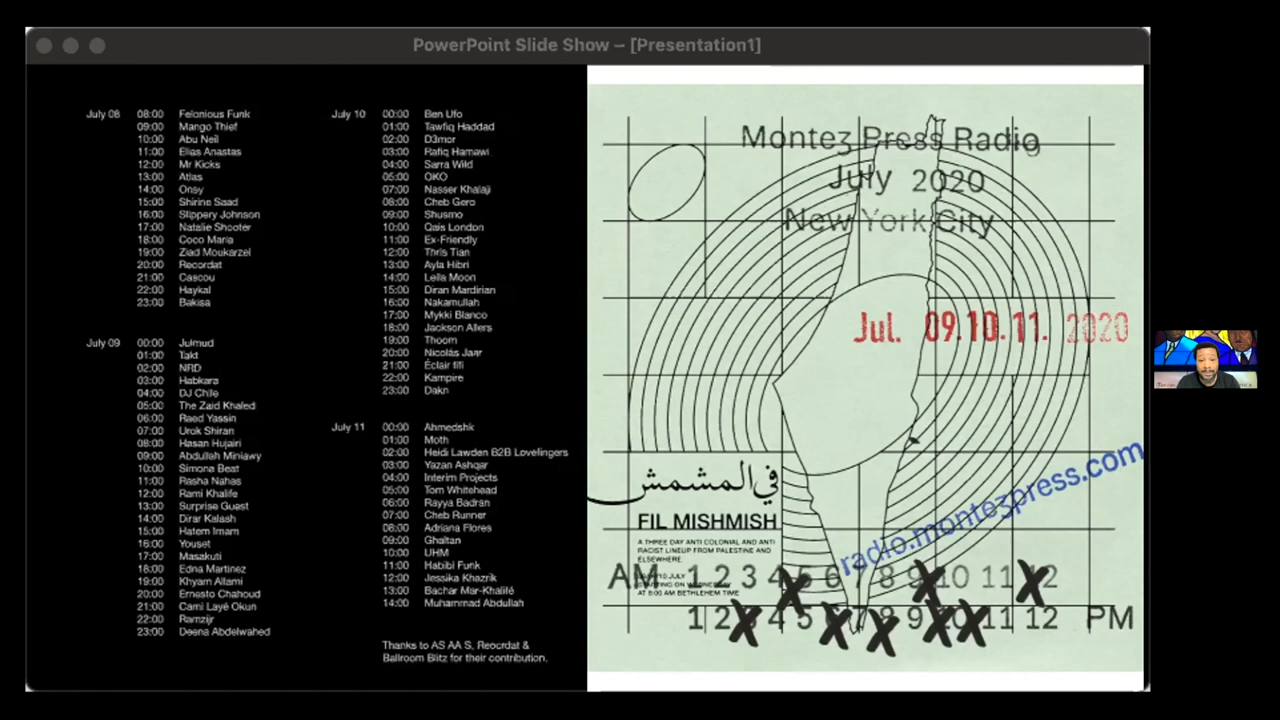 PowerPoint Slide Show – [Presentation1]
July 08 08:00 Felonious Funk
09:00 Mango Thief
10:00 Abu Neil
11:00 Elias Anastas
12:00 Mr Kicks
13:00 Atlas
14:00 Onsy
15:00 Shirine Saad
16:00 Slippery Johnson
17:00 Natalie Shooter
18:00 Coco Maria
19:00 Ziad Moukarzel
20:00 Recordat
21:00 Cascou
22:00 Haykal
23:00 Bakisa
July 09 00:00 Julmud
01:00 Takt
02:00 NRD
03:00 Habkara
04:00 DJ Chife
05:00 The Zaid Khaled
06:00 Raed Yassin
07:00 Urok Shiran
08:00 Hasan Hujairi
09:00 Abdullah Miniawy
10:00 Simona Beat
11:00 Rasha Nahas
12:00 Rami Khalife
13:00 Surprise Guest
14:00 Dirar Kalash
15:00 Hatem Imam
16:00 Youset
17:00 Masakuti
18:00 Edna Martinez
19:00 Khyam Allami
20:00 Ernesto Chahoud
21:00 Cami Layé Okun
22:00 Ramzijr
23:00 Deena Abdelwahed
July 10 00:00 Ben Ufo
01:00 Tawfiq Haddad
02:00 D3mor
03:00 Rafiq Hamawi
04:00 Sarra Wild
05:00 OKO
07:00 Nasser Khalaji
08:00 Cheb Gero
09:00 Shusmo
10:00 Qais London
11:00 Ex-Friendly
12:00 Thris Tian
13:00 Ayla Hibri
14:00 Leila Moon
15:00 Diran Mardirian
16:00 Nakamullah
17:00 Mykki Blanco
18:00 Jackson Allers
19:00 Thoom
20:00 Nicolás Jaar
21:00 Éclair fifi
22:00 Kampire
23:00 Dakn
July 11 00:00 Ahmedshk
01:00 Moth
02:00 Heidi Lawden B2B Lovelingers
03:00 Yazan Ashqar
04:00 Interim Projects
05:00 Tom Whitehead
06:00 Rayya Badran
07:00 Cheb Runner
08:00 Adriana Flores
09:00 Ghaltan
10:00 UHM
11:00 Habibi Funk
12:00 Jessika Khazrik
13:00 Bachar Mar-Khalifé
14:00 Muhammad Abdullah
Thanks to AS AA S, Reocrdat &
Ballroom Blitz for their contribution.
Montez Press Radio
July 2020
New York City
Jul. 09.10.11. 2020
في المشمش
FIL MISHMISH
A THREE DAY ANTI COLONIAL AND ANTI
RACIST LINEUP FROM PALESTINE AND
ELSEWHERE.
10 JULY
STARTING ON WEDNESDAY
AT 8:00 AM BETHLEHEM TIME
radio.montezpress.com
AM 1 2 3 4 5 6 7 8 9 10 11 12
1 2 3 4 5 6 7 8 9 10 11 12 PM